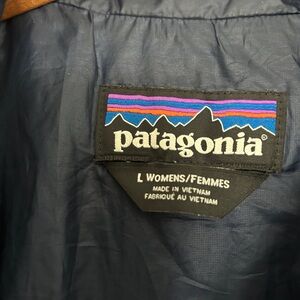 patagonia®
L WOMENS/FEMMES
MADE IN VIETNAM
FABRIQUÉ AU VIETNAM